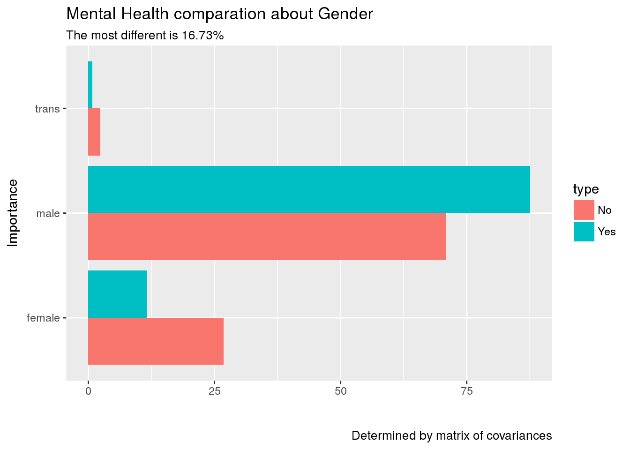 Mental Health comparation about Gender
The most different is 16.73%
Importance
trans
male
female
0 25 50 75
type
No
Yes
Determined by matrix of covariances